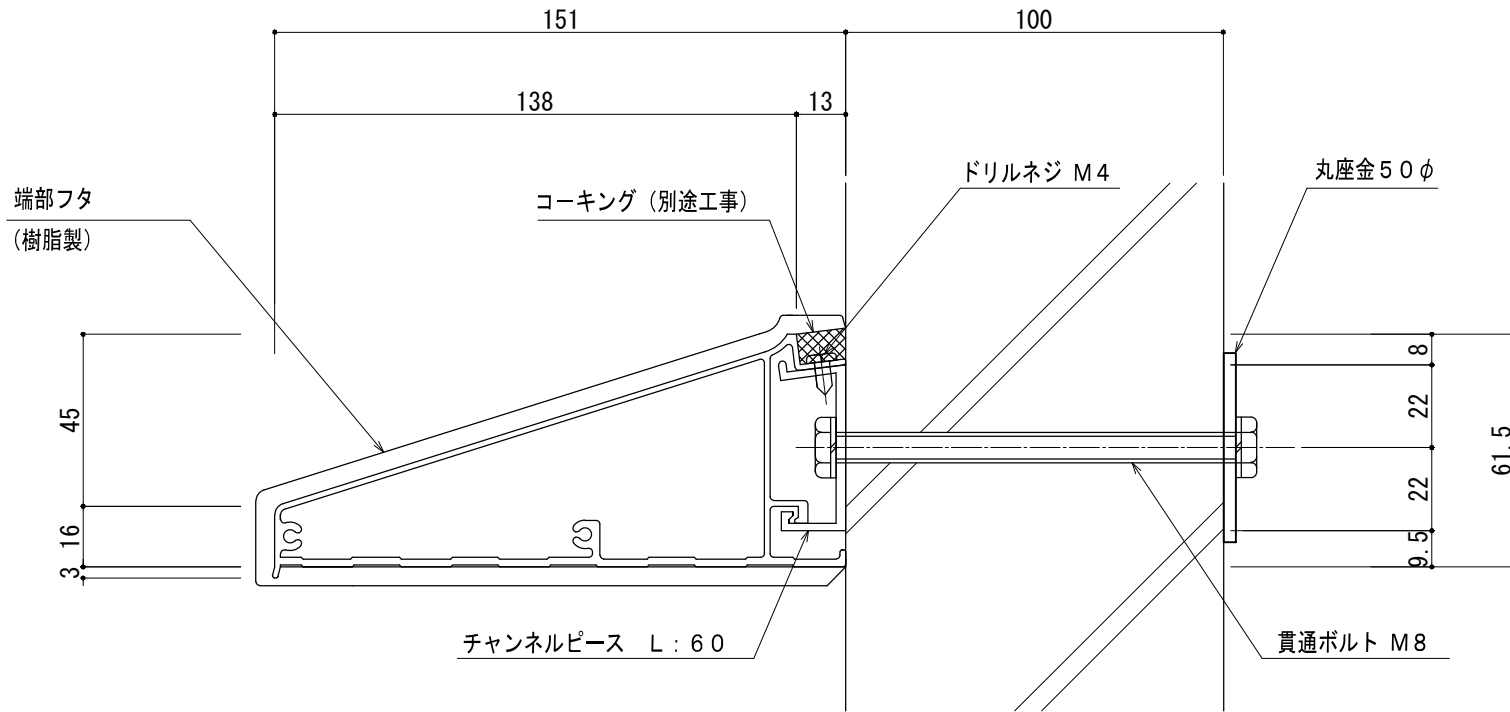 151
100
138
13
ドリルネジ M4
丸座金50φ
端部フタ
(樹脂製)
コーキング (別途工事)
8
45
22
61.5
22
16
9.5
3
チャンネルピース L:60
貫通ボルト M8